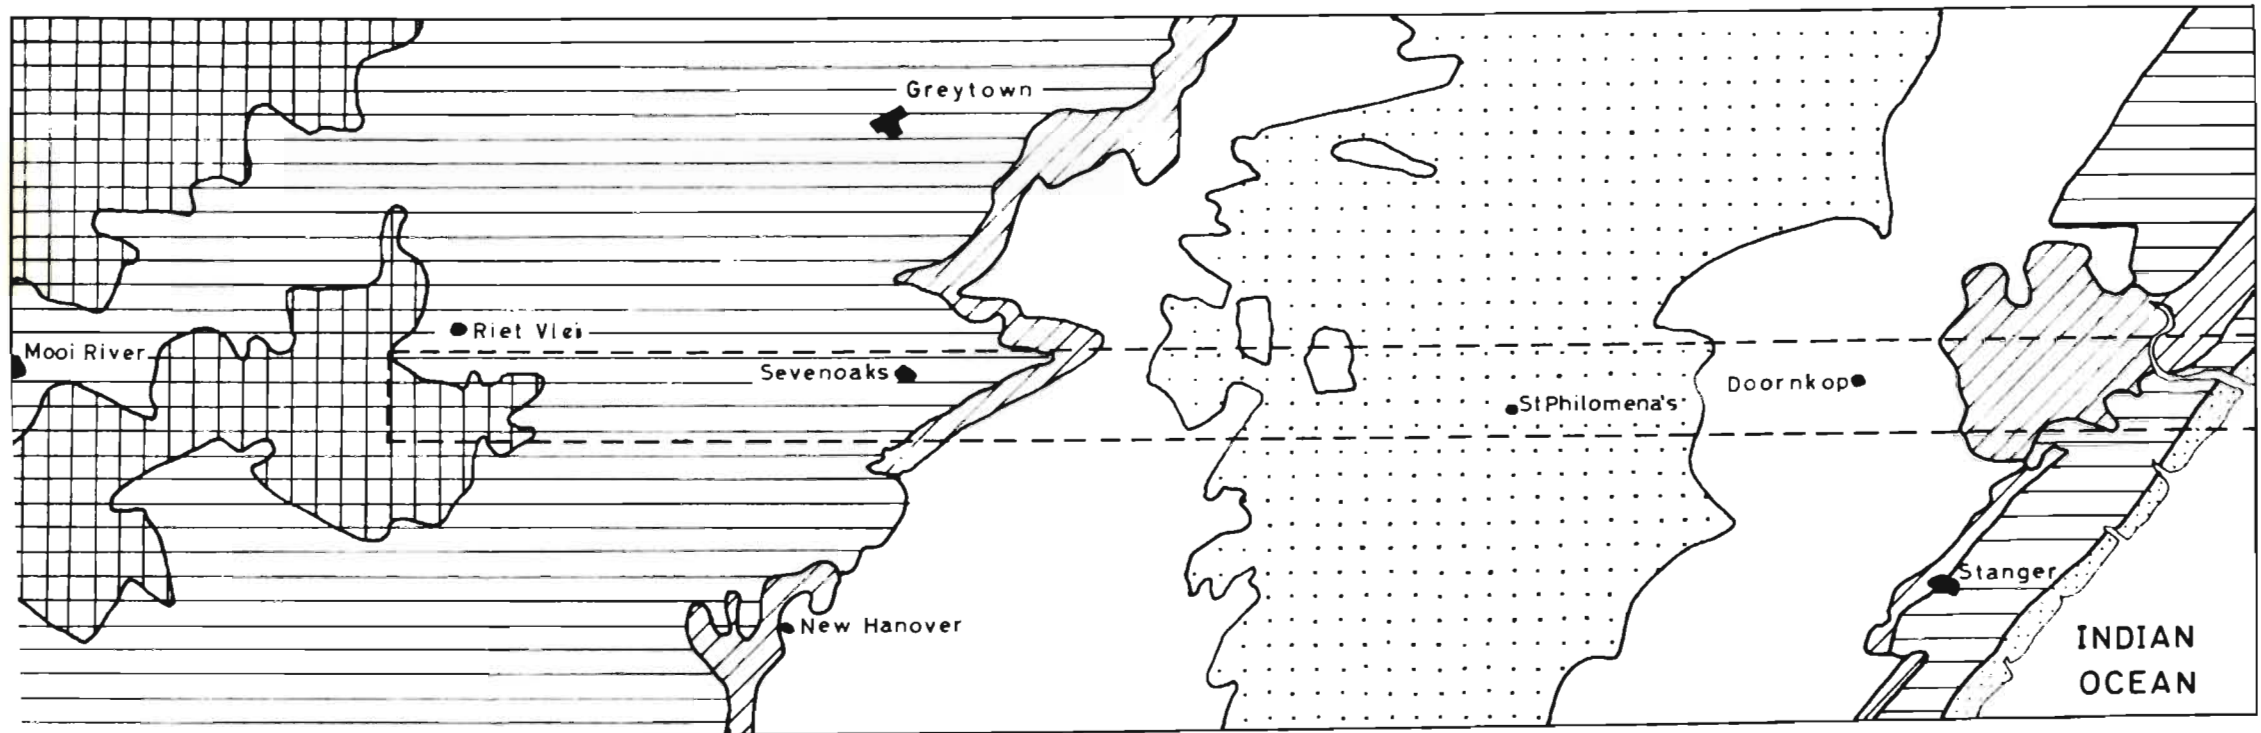 Greytown
Riet Vlei
Mooi River
Sevenoaks
Doornkop
St Philomena's
Stanger
New Hanover
INDIAN
OCEAN